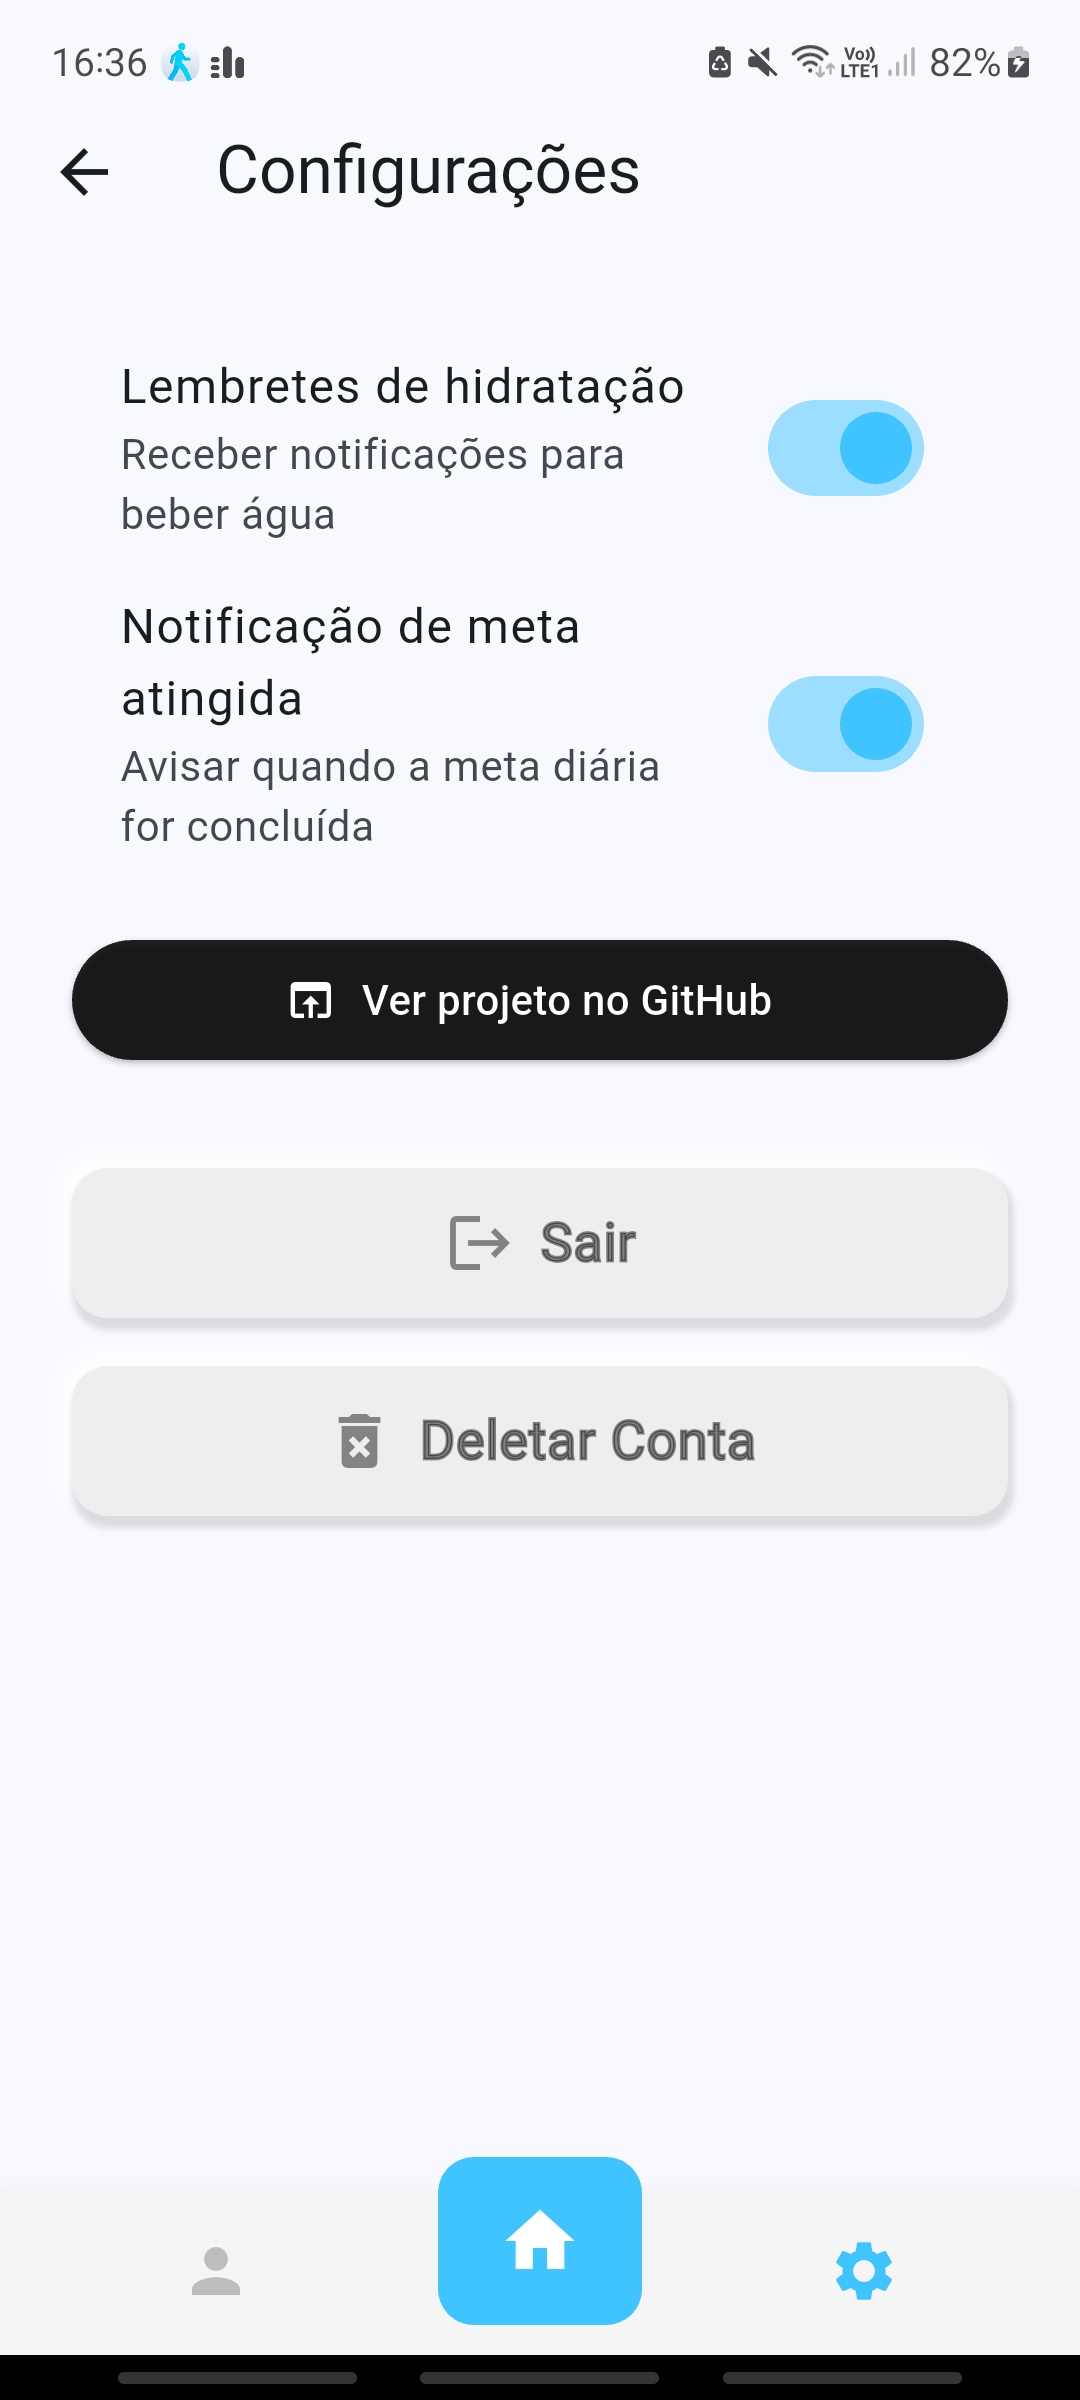 16:36
Vo))
LTE1
82%
Configurações
Lembretes de hidratação
Receber notificações para
beber água
Notificação de meta
atingida
Avisar quando a meta diária
for concluída
Ver projeto no GitHub
Sair
Deletar Conta